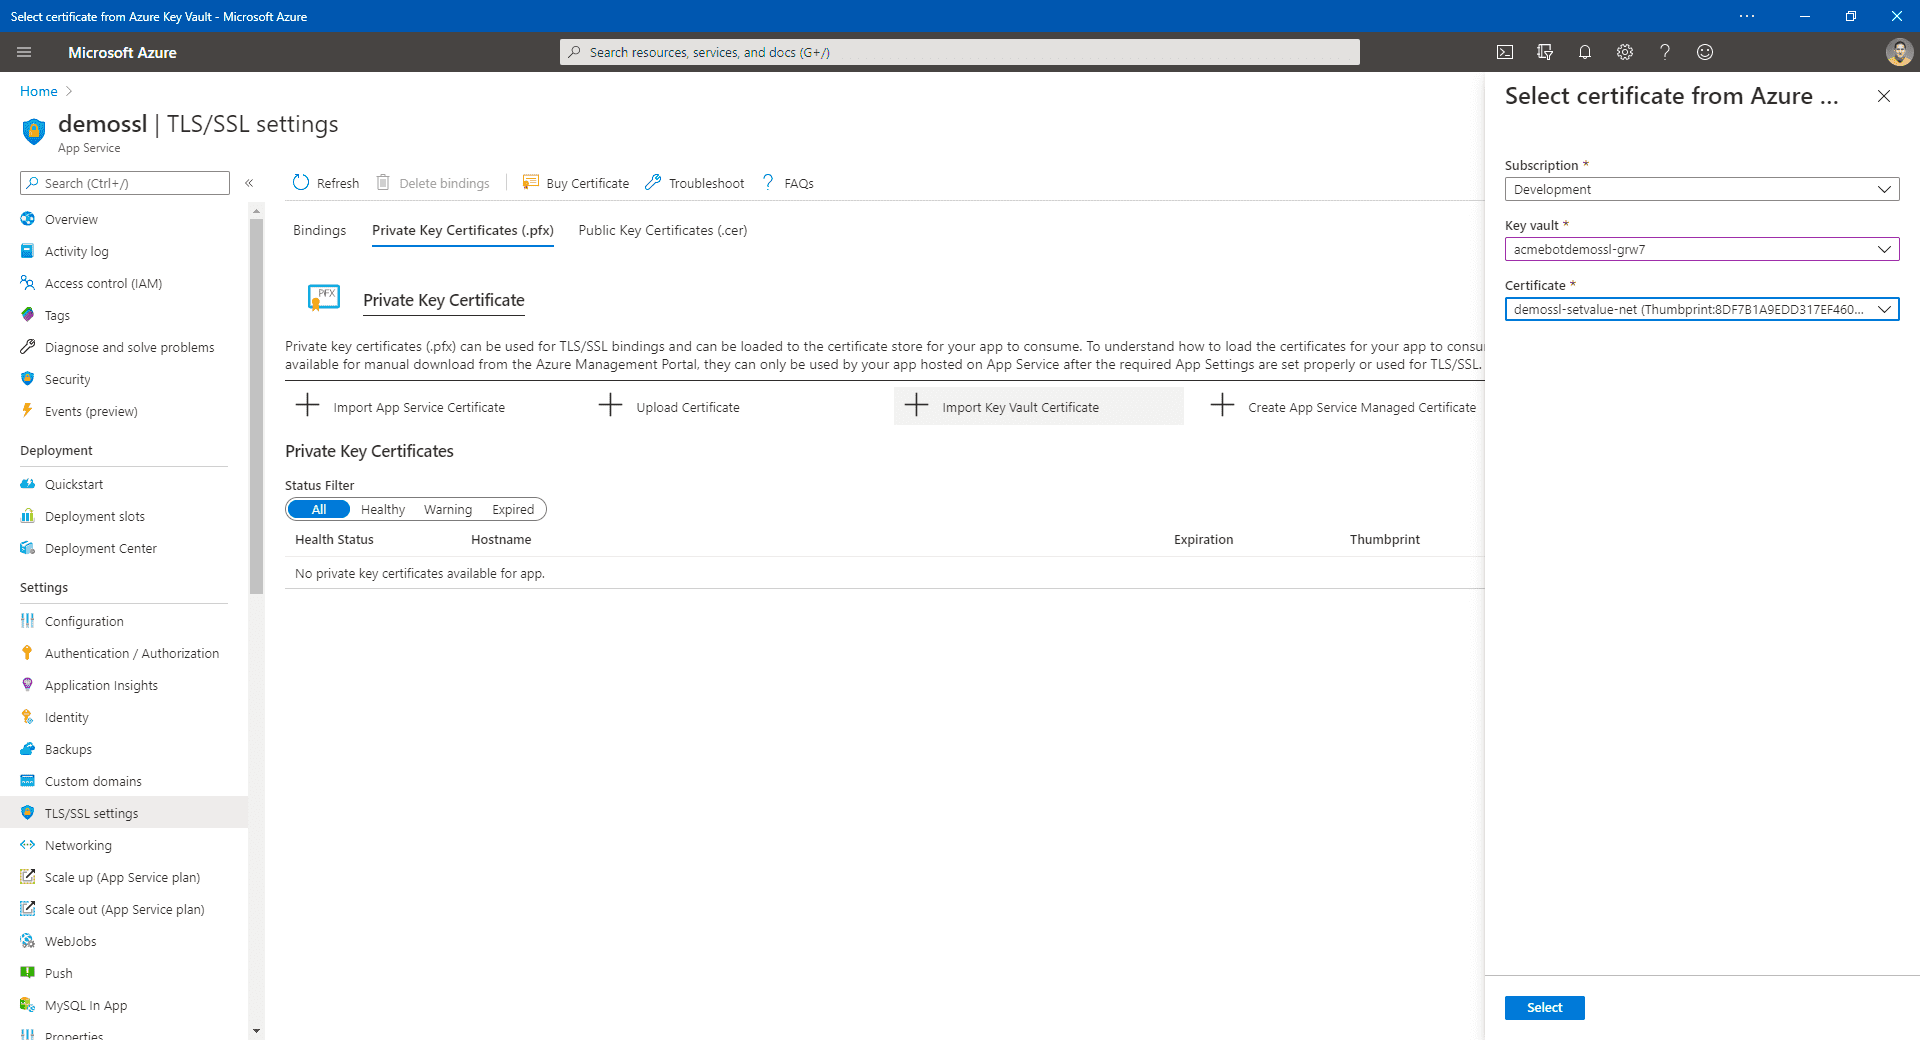 Select certificate from Azure Key Vault - Microsoft Azure
Microsoft Azure
Search resources, services, and docs (G+/)
Home
demossl | TLS/SSL settings
App Service
Search (Ctrl+/)
Overview
Activity log
Access control (IAM)
Tags
Diagnose and solve problems
Security
Events (preview)
Deployment
Quickstart
Deployment slots
Deployment Center
Settings
Configuration
Authentication / Authorization
Application Insights
Identity
Backups
Custom domains
TLS/SSL settings
Networking
Scale up (App Service plan)
Scale out (App Service plan)
WebJobs
Push
MySQL In App
Properties
Refresh
Delete bindings
Buy Certificate
Troubleshoot
FAQs
Bindings
Private Key Certificates (.pfx)
Public Key Certificates (.cer)
PFX
Private Key Certificate
Private key certificates (.pfx) can be used for TLS/SSL bindings and can be loaded to the certificate store for your app to consume. To understand how to load the certificates for your app to consu
available for manual download from the Azure Management Portal, they can only be used by your app hosted on App Service after the required App Settings are set properly or used for TLS/SSL.
Import App Service Certificate
Upload Certificate
Import Key Vault Certificate
Create App Service Managed Certificate
Private Key Certificates
Status Filter
All Healthy Warning Expired
Health Status Hostname Expiration Thumbprint
No private key certificates available for app.
Select certificate from Azure ...
Subscription *
Development
Key vault *
acmebotdemossl-grw7
Certificate *
demossl-setvalue-net (Thumbprint:8DF7B1A9EDD317EF460...
Select